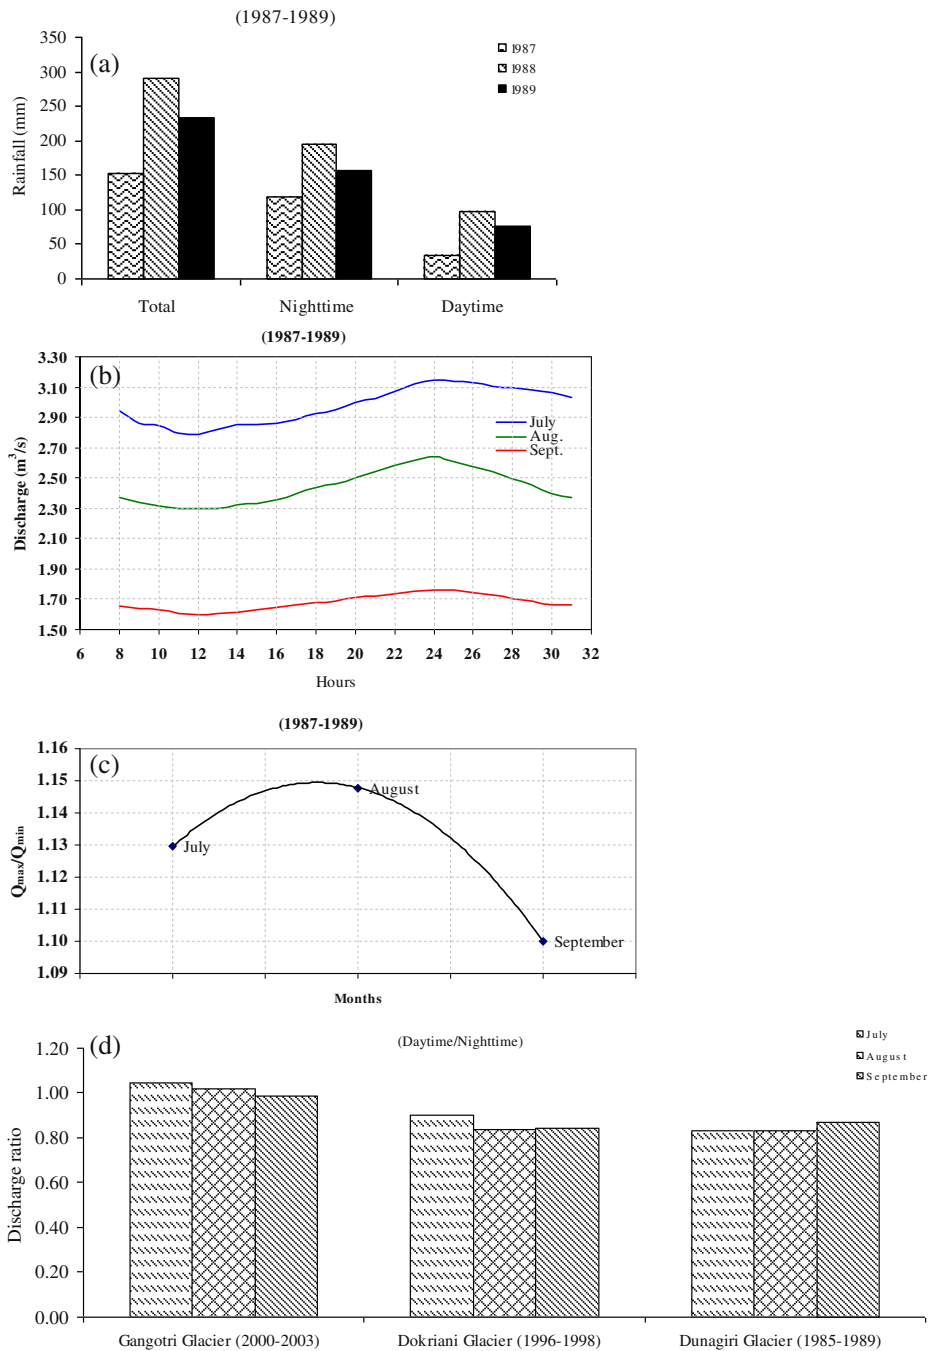 (1987-1989)
350
300
250
200
150
100
50
0
Rainfall (mm)
(a)
1987
1988
1989
Total Nighttime Daytime
(1987-1989)
3.30
3.10
2.90
2.70
2.50
2.30
2.10
1.90
1.70
1.50
Discharge (m³/s)
(b)
July
Aug.
Sept.
6 8 10 12 14 16 18 20 22 24 26 28 30 32
Hours
(1987-1989)
1.16
1.15
1.14
1.13
1.12
1.11
1.10
1.09
Qmax/Qmin
(c)
August
July
September
Months
(d)
(Daytime/Nighttime)
July
August
September
1.20
1.00
0.80
0.60
0.40
0.20
0.00
Discharge ratio
Gangotri Glacier (2000-2003) Dokriani Glacier (1996-1998) Dunagiri Glacier (1985-1989)